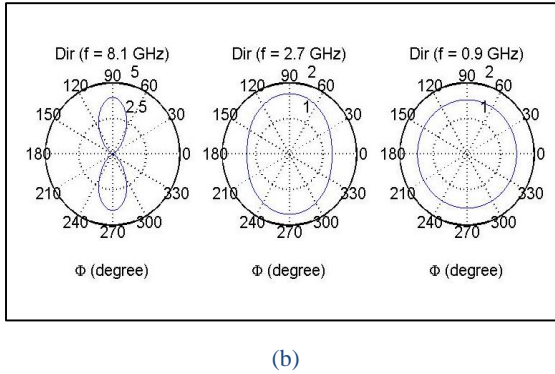 Dir (f = 8.1 GHz)
90 5
120 60
150 2.5 30
180 0
210 330
240 300
270
Φ (degree)
Dir (f = 2.7 GHz)
90 2
120 60
150 1 30
180 0
210 330
240 300
270
Φ (degree)
Dir (f = 0.9 GHz)
90 2
120 60
150 1 30
180 0
210 330
240 300
270
Φ (degree)
(b)